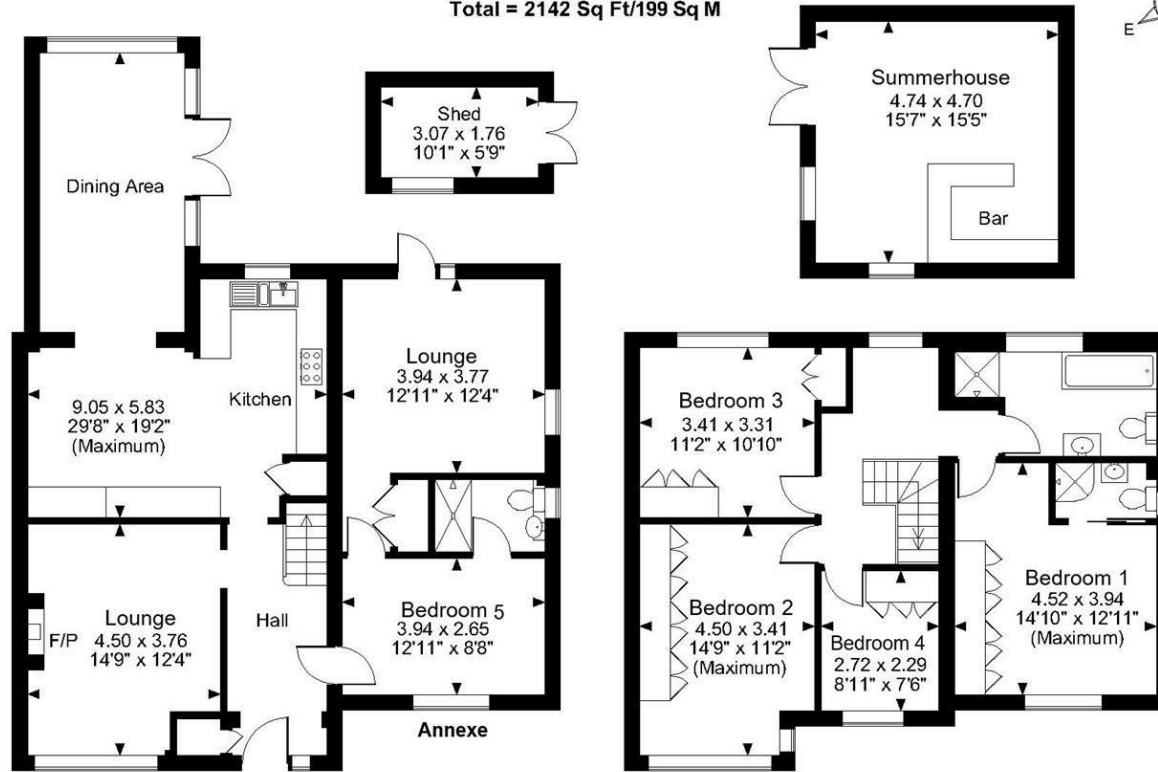 Total = 2142 Sq Ft/199 Sq M
E
Shed
3.07 x 1.76
10'1" x 5'9"
Summerhouse
4.74 x 4.70
15'7" x 15'5"
Bar
Dining Area
9.05 x 5.83
29'8" x 19'2"
(Maximum)
Kitchen
Lounge
3.94 x 3.77
12'11" x 12'4"
F/P
Lounge
4.50 x 3.76
14'9" x 12'4"
Hall
Bedroom 5
3.94 x 2.65
12'11" x 8'8"
Annexe
Bedroom 3
3.41 x 3.31
11'2" x 10'10"
Bedroom 2
4.50 x 3.41
14'9" x 11'2"
(Maximum)
Bedroom 4
2.72 x 2.29
8'11" x 7'6"
Bedroom 1
4.52 x 3.94
14'10" x 12'11"
(Maximum)